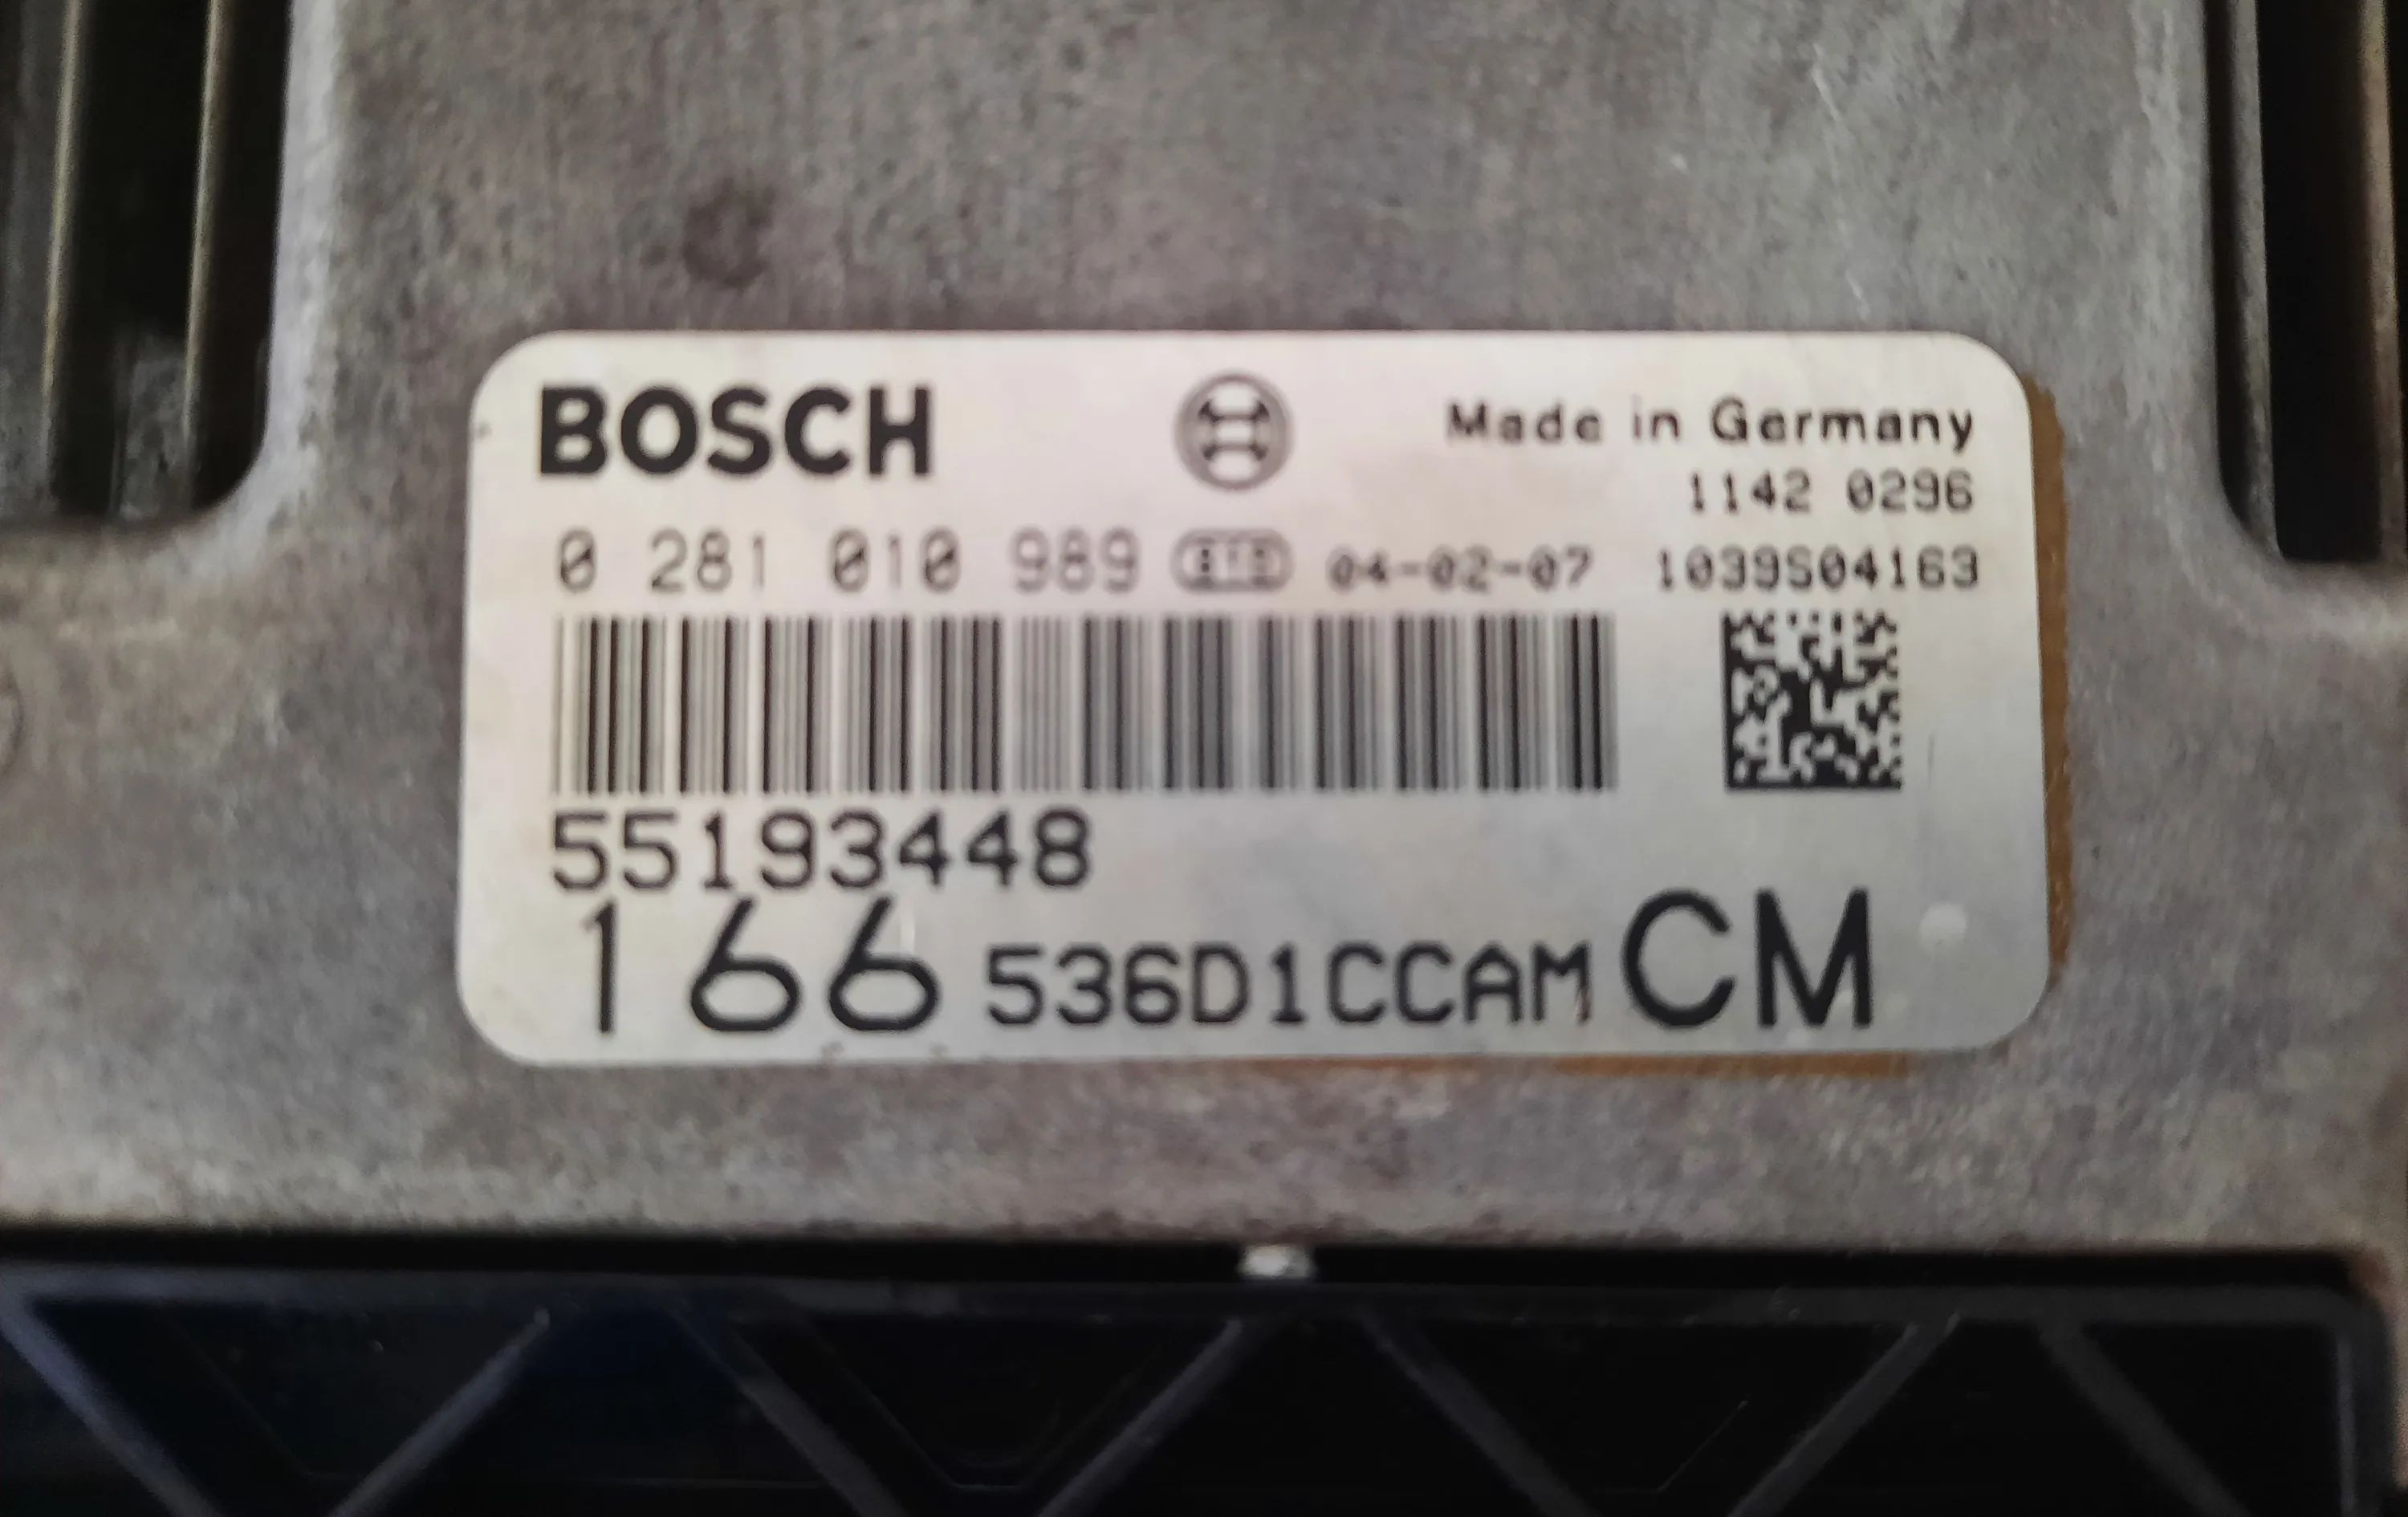 BOSCH
Made in Germany
1142 0296
0 281 010 989 04-02-07 1039S04163
55193448
166 536D1CCAM CM